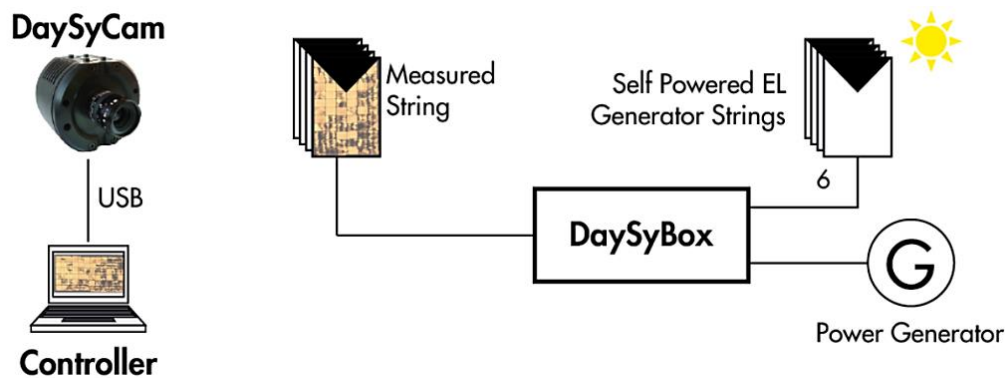 DaySyCam
USB
Controller
Measured
String
Self Powered EL
Generator Strings
6
DaySyBox
G
Power Generator